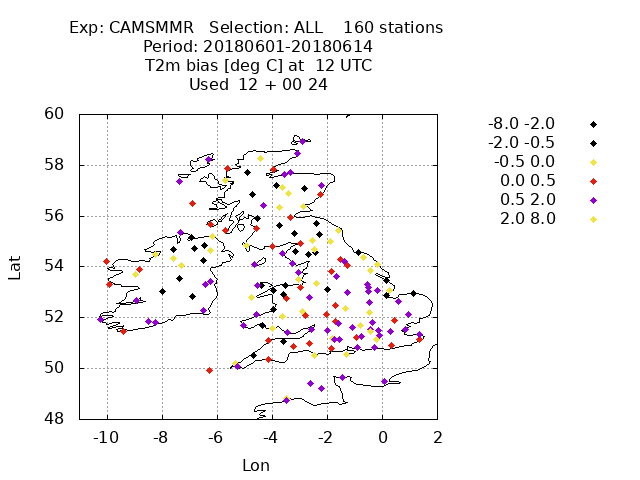 Exp: CAMSMMR Selection: ALL 160 stations
Period: 20180601-20180614
T2m bias [deg C] at 12 UTC
Used 12 + 00 24
60
58
56
54
52
50
48
-10 -8 -6 -4 -2 0 2
Lat
Lon
-8.0 -2.0
-2.0 -0.5
-0.5 0.0
0.0 0.5
0.5 2.0
2.0 8.0